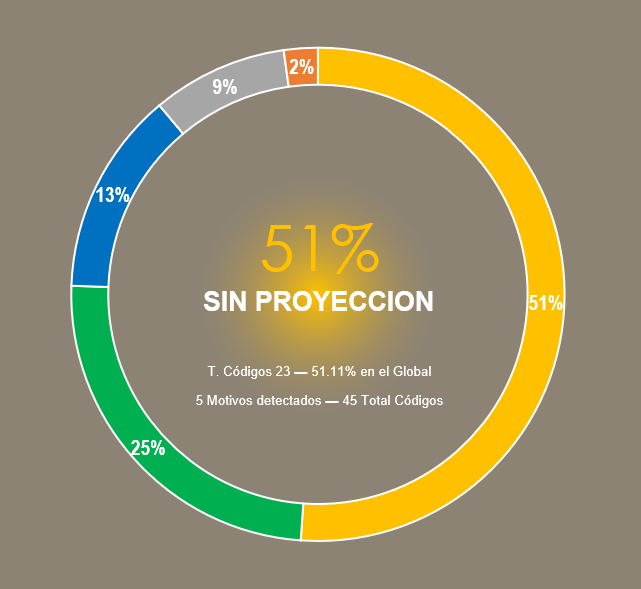 2%
9%
13%
51%
SIN PROYECCION
51%
T. Códigos 23 — 51.11% en el Global
5 Motivos detectados — 45 Total Códigos
25%